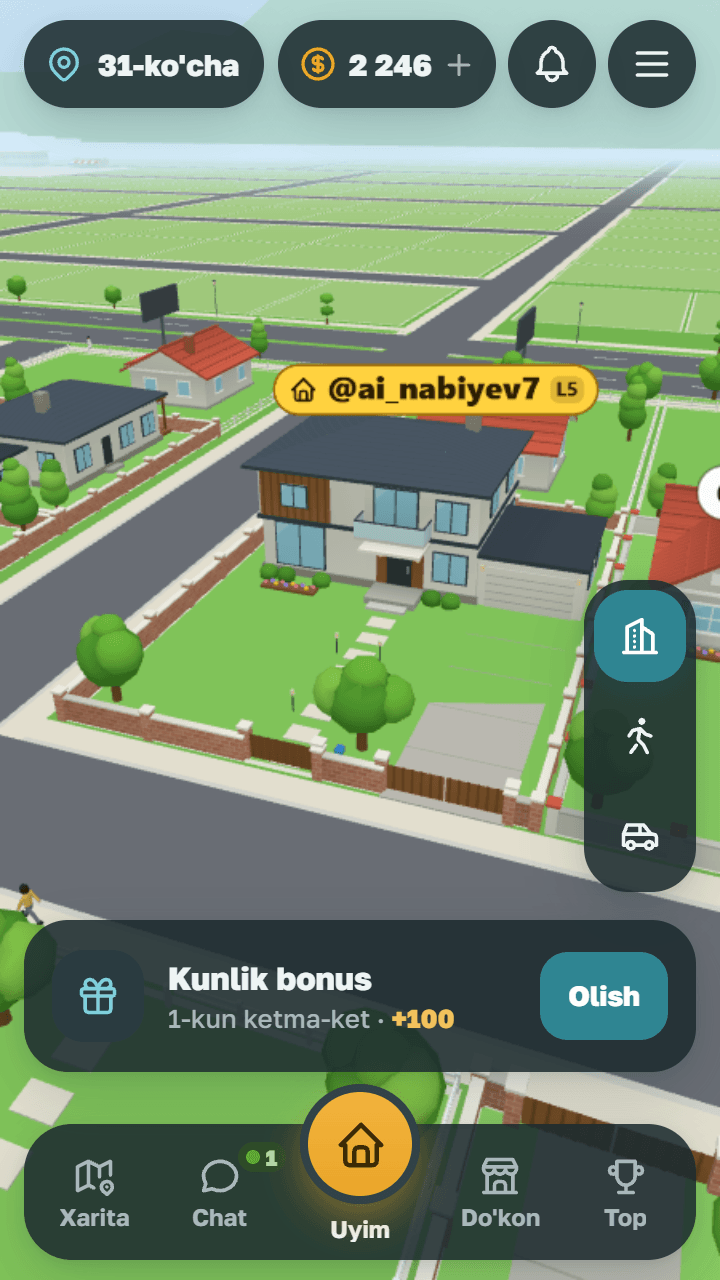 31-ko'cha
2 246
@ai_nabiyev7 L5
Kunlik bonus
1-kun ketma-ket · +100
Olish
1
Xarita
Chat
Uyim
Do'kon
Top